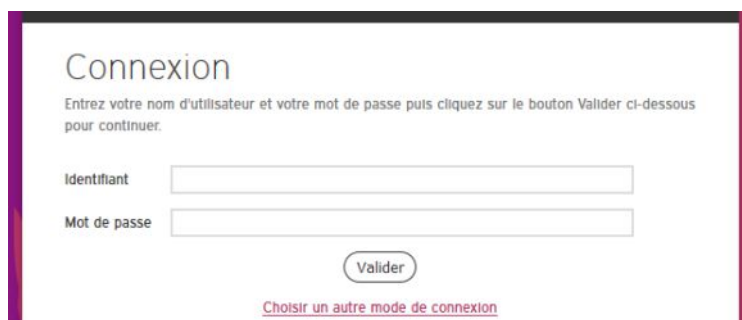 Connexion
Entrez votre nom d'utilisateur et votre mot de passe puis cliquez sur le bouton Valider ci-dessous
pour continuer.
Identifiant
Mot de passe
Valider
Choisir un autre mode de connexion